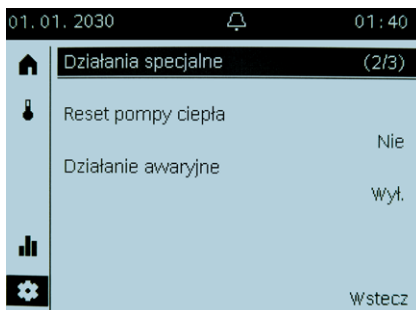 01. 01. 2030 01:40
Działania specjalne (2/3)
Reset pompy ciepła
Nie
Działanie awaryjne
Wył.
Wstecz